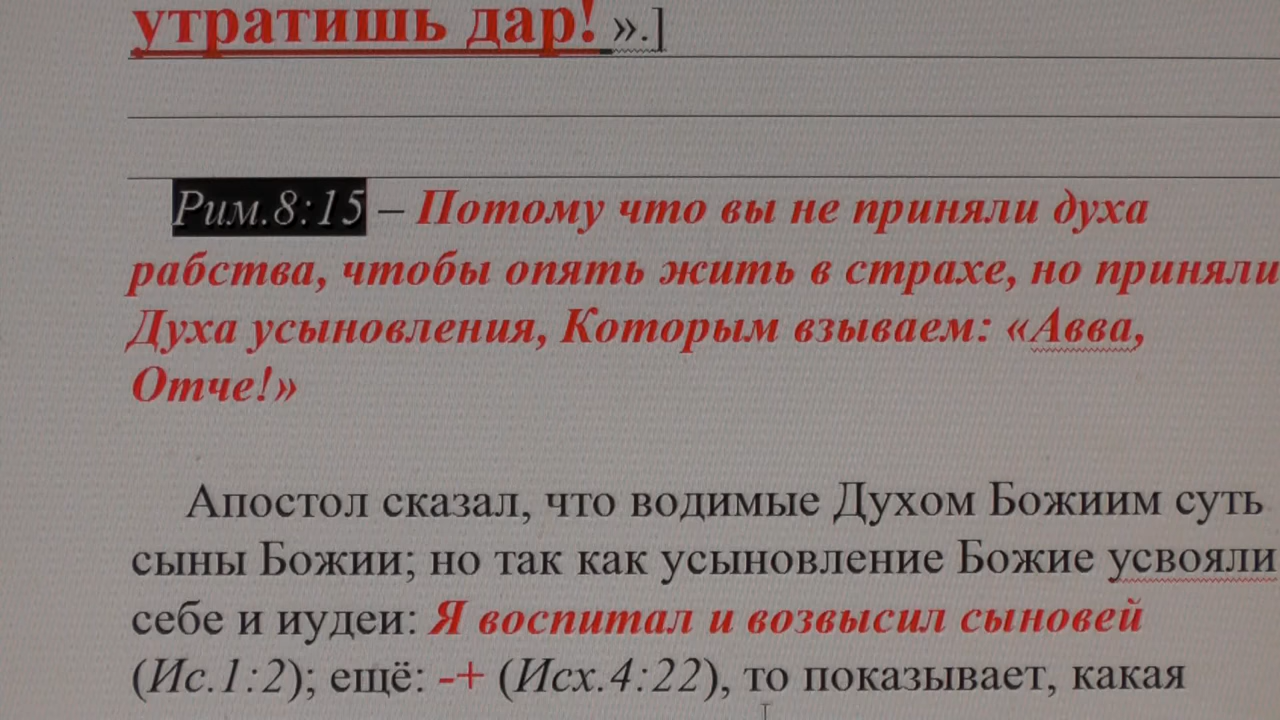 утратишь дар! ».]
Рим.8:15 – Потому что вы не приняли духа
рабства, чтобы опять жить в страхе, но приняли
Духа усыновления, Которым взываем: «Авва,
Отче!»
Апостол сказал, что водимые Духом Божиим суть
сыны Божии; но так как усыновление Божие усвояли
себе и иудеи: Я воспитал и возвысил сыновей
(Ис.1:2); ещё: -+ (Исх.4:22), то показывает, какая